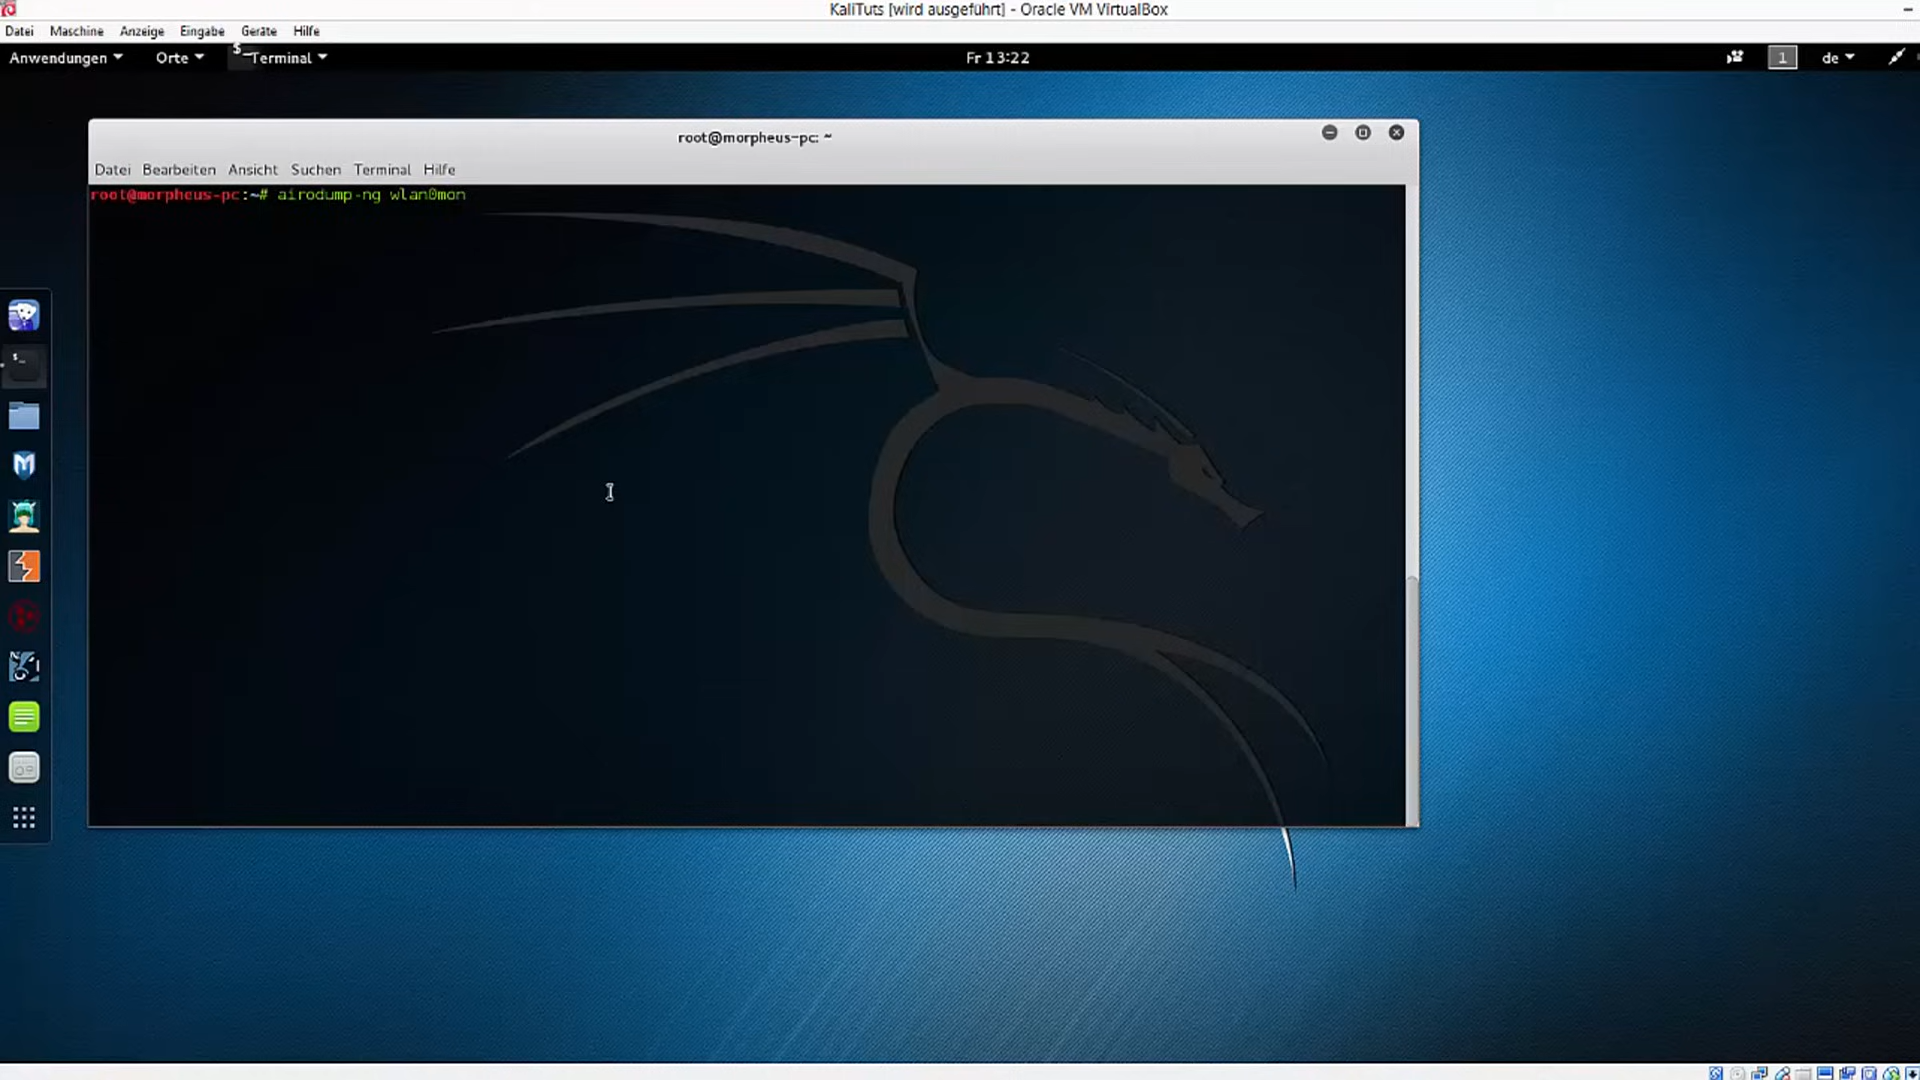 KaliTuts [wird ausgeführt] - Oracle VM VirtualBox
Datei Maschine Anzeige Eingabe Geräte Hilfe
Anwendungen Orte Terminal Fr 13:22 1 de
root@morpheus-pc: ~
Datei Bearbeiten Ansicht Suchen Terminal Hilfe
root@morpheus-pc:~# airodump-ng wlan0mon